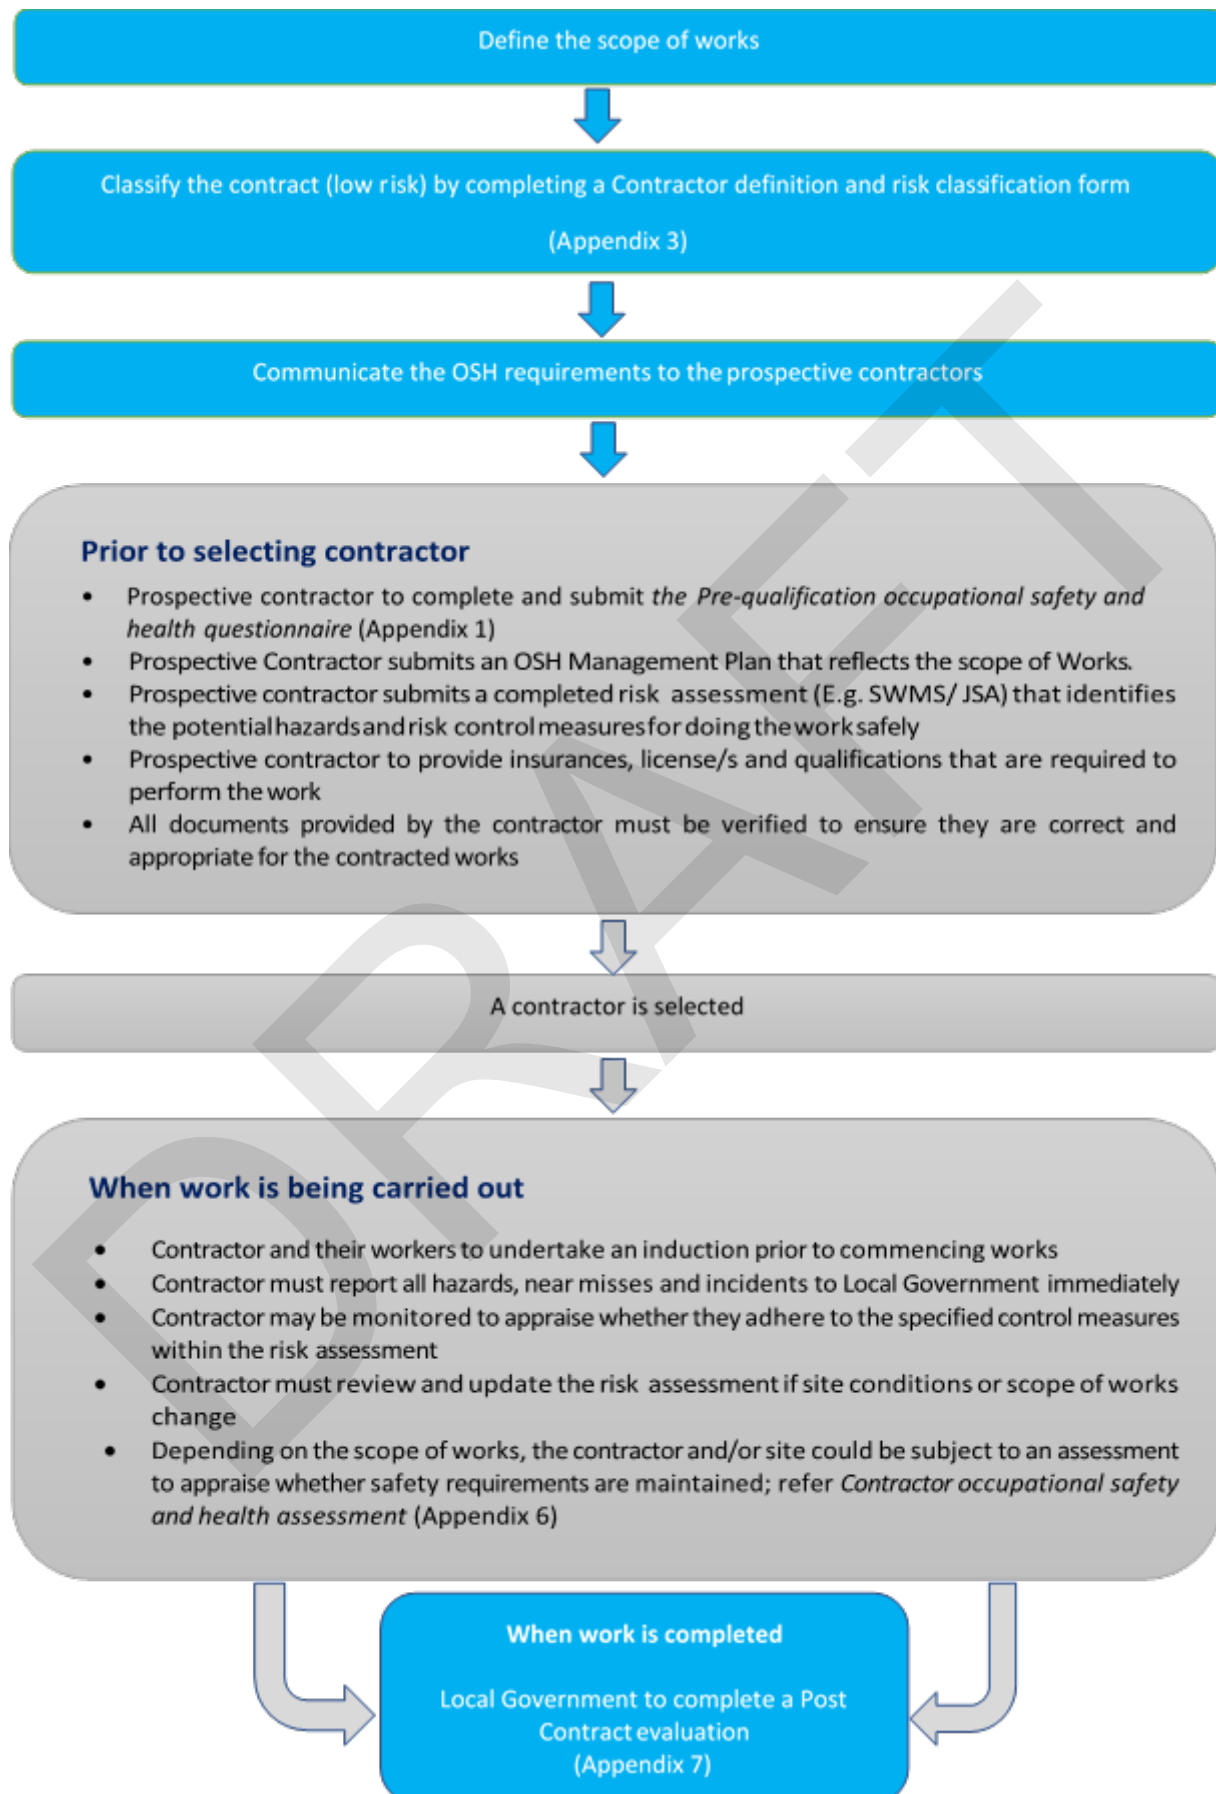 Define the scope of works
Classify the contract (low risk) by completing a Contractor definition and risk classification form
(Appendix 3)
Communicate the OSH requirements to the prospective contractors
Prior to selecting contractor
• Prospective contractor to complete and submit the Pre-qualification occupational safety and
health questionnaire (Appendix 1)
• Prospective Contractor submits an OSH Management Plan that reflects the scope of Works.
• Prospective contractor submits a completed risk assessment (E.g. SWMS/ JSA) that identifies
the potential hazards and risk control measures for doing the work safely
• Prospective contractor to provide insurances, license/s and qualifications that are required to
perform the work
• All documents provided by the contractor must be verified to ensure they are correct and
appropriate for the contracted works
A contractor is selected
When work is being carried out
• Contractor and their workers to undertake an induction prior to commencing works
• Contractor must report all hazards, near misses and incidents to Local Government immediately
• Contractor may be monitored to appraise whether they adhere to the specified control measures
within the risk assessment
• Contractor must review and update the risk assessment if site conditions or scope of works
change
• Depending on the scope of works, the contractor and/or site could be subject to an assessment
to appraise whether safety requirements are maintained; refer Contractor occupational safety
and health assessment (Appendix 6)
When work is completed
Local Government to complete a Post
Contract evaluation
(Appendix 7)
DRAFT